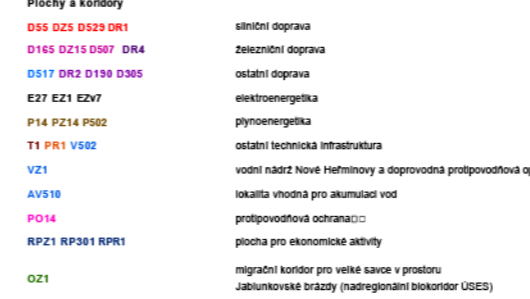 Plochy a koridory
D55 DZ5 D529 DR1 silniční doprava
D165 DZ15 D507 DR4 železniční doprava
D517 DR2 D190 D305 ostatní doprava
E27 EZ1 EZv7 elektroenergetika
P14 PZ14 P502 plynoenergetika
T1 PR1 V502 ostatní technická infrastruktura
VZ1 vodní nádrž Nové Heřminovy a doprovodná protipovodňová
AV510 lokalita vhodná pro akumulaci vod
PO14 protipovodňová ochrana□□
RPZ1 RP301 RPR1 plocha pro ekonomické aktivity
OZ1 migrační koridor pro velké savce v prostoru
Jablunkovské brázdy (nadregionální biokoridor ÚSES)